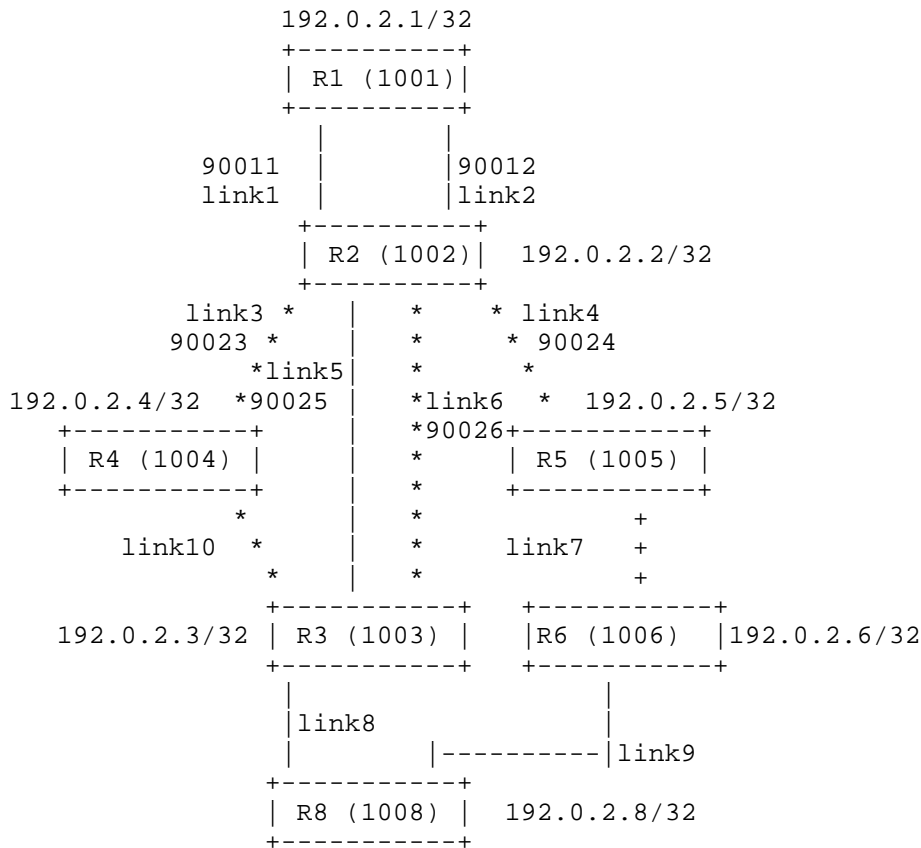 192.0.2.1/32
R1 (1001)
90011 90012
link1 link2
R2 (1002) 192.0.2.2/32
link3 link4
90023 90024
link5
192.0.2.4/32 90025 link6 192.0.2.5/32
90026
R4 (1004) R5 (1005)
link10 link7
192.0.2.3/32 R3 (1003) R6 (1006) 192.0.2.6/32
link8
link9
R8 (1008) 192.0.2.8/32